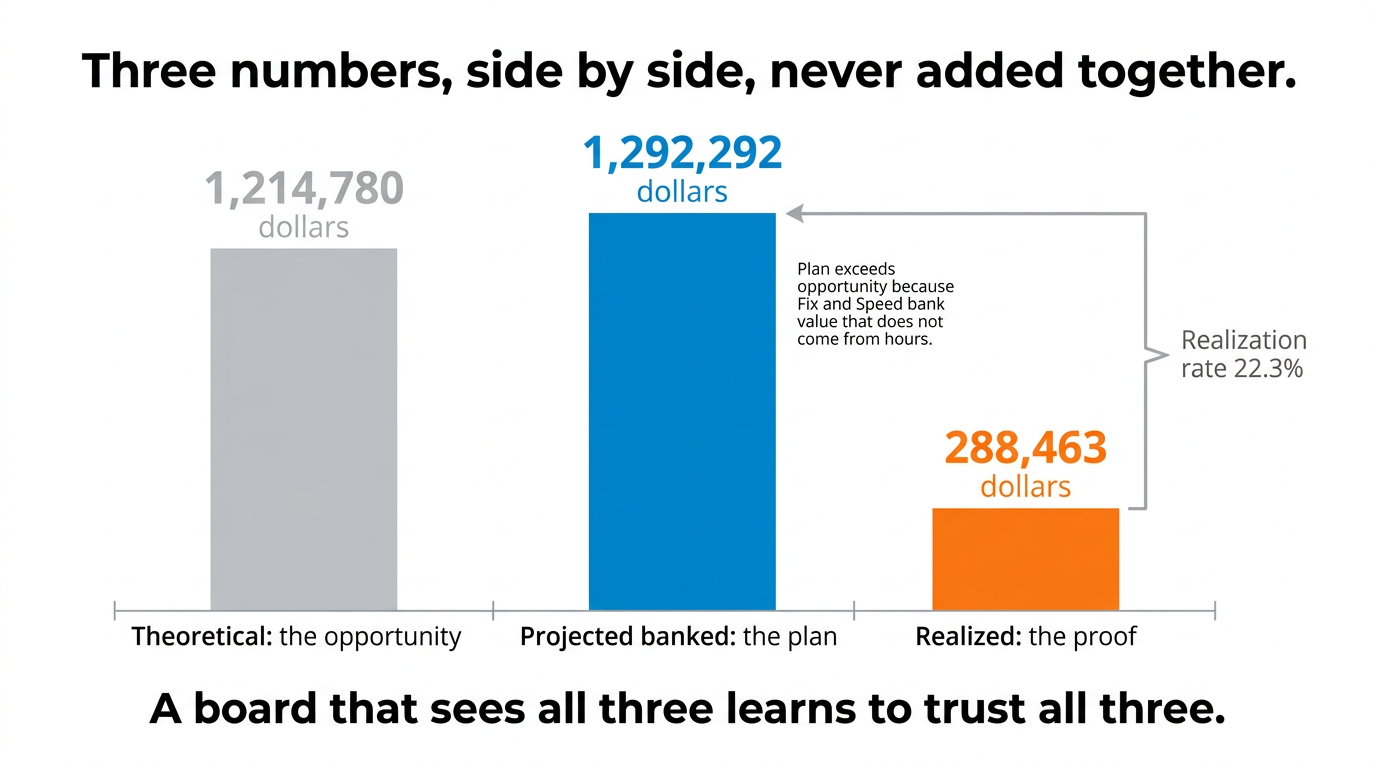 Three numbers, side by side, never added together.
1,214,780
dollars
1,292,292
dollars
Plan exceeds
opportunity because
Fix and Speed bank
value that does not
come from hours.
Realization
rate 22.3%
288,463
dollars
Theoretical: the opportunity
Projected banked: the plan
Realized: the proof
A board that sees all three learns to trust all three.